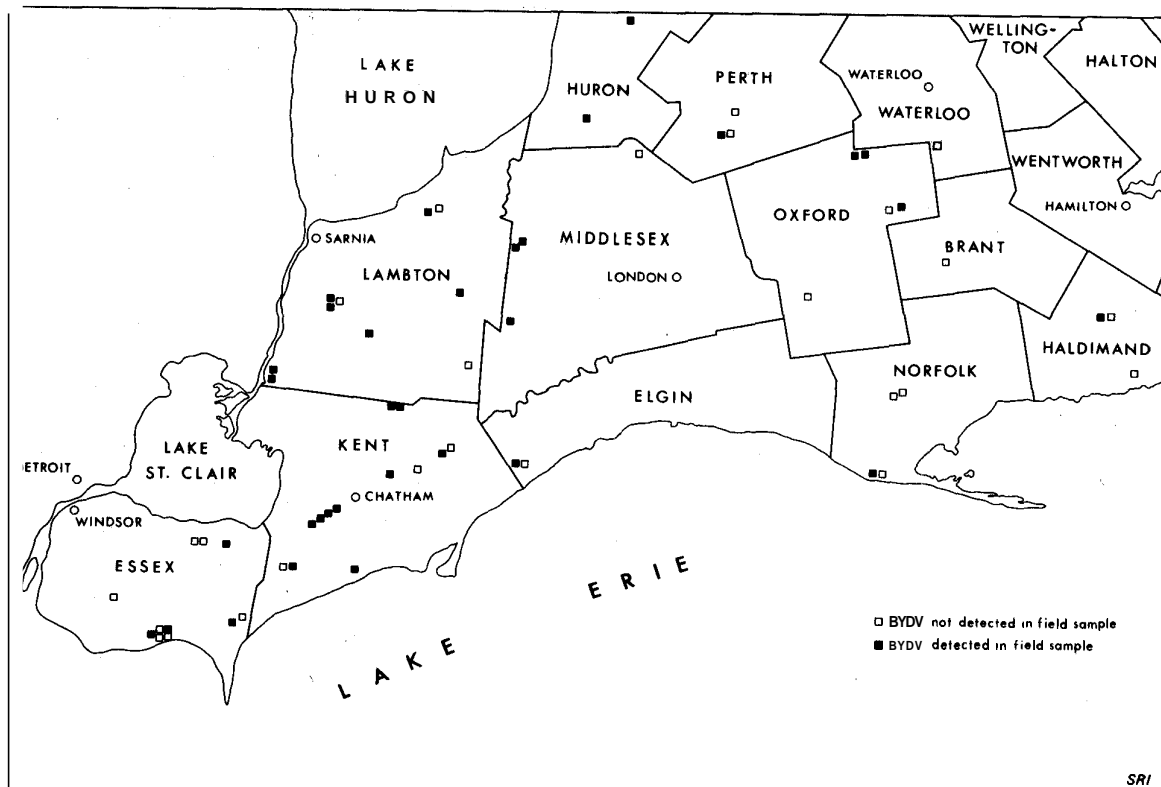 LAKE
HURON
HURON
PERTH
WELLING-
TON
HALTON
WATERLOO
WATERLOO
WENTWORTH
HAMILTON
SARNIA
LAMBTON
MIDDLESEX
LONDON
OXFORD
BRANT
HALDIMAND
NORFOLK
ELGIN
KENT
LAKE
ST. CLAIR
ETROIT
WINDSOR
CHATHAM
ESSEX
LAKE ERIE
BYDV not detected in field sample
BYDV detected in field sample
SRI